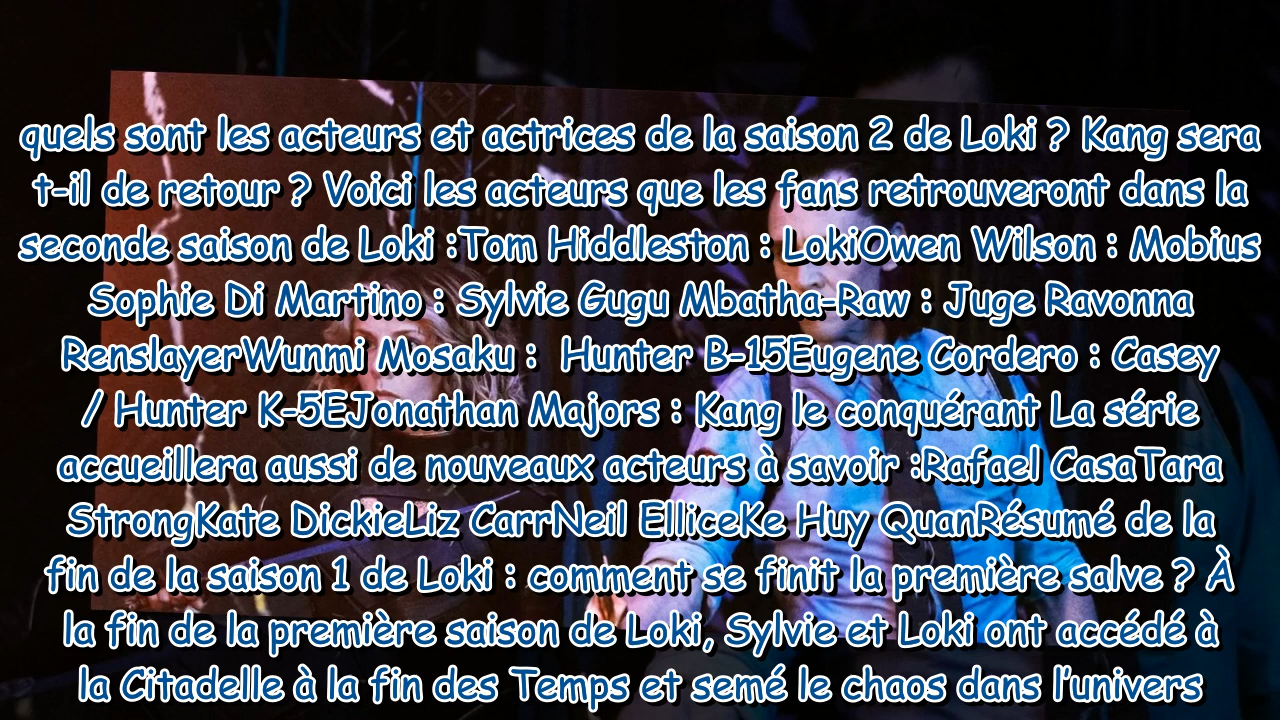 quels sont les acteurs et actrices de la saison 2 de Loki ? Kang sera
t-il de retour ? Voici les acteurs que les fans retrouveront dans la
seconde saison de Loki :Tom Hiddleston : LokiOwen Wilson : Mobius
Sophie Di Martino : Sylvie Gugu Mbatha-Raw : Juge Ravonna
RenslayerWunmi Mosaku :  Hunter B-15Eugene Cordero : Casey
/ Hunter K-5EJonathan Majors : Kang le conquérant La série
accueillera aussi de nouveaux acteurs à savoir :Rafael CasaTara
StrongKate DickieLiz CarrNeil ElliceKe Huy QuanRésumé de la
fin de la saison 1 de Loki : comment se finit la première salve ? À
la fin de la première saison de Loki, Sylvie et Loki ont accédé à
la Citadelle à la fin des Temps et semé le chaos dans l’univers